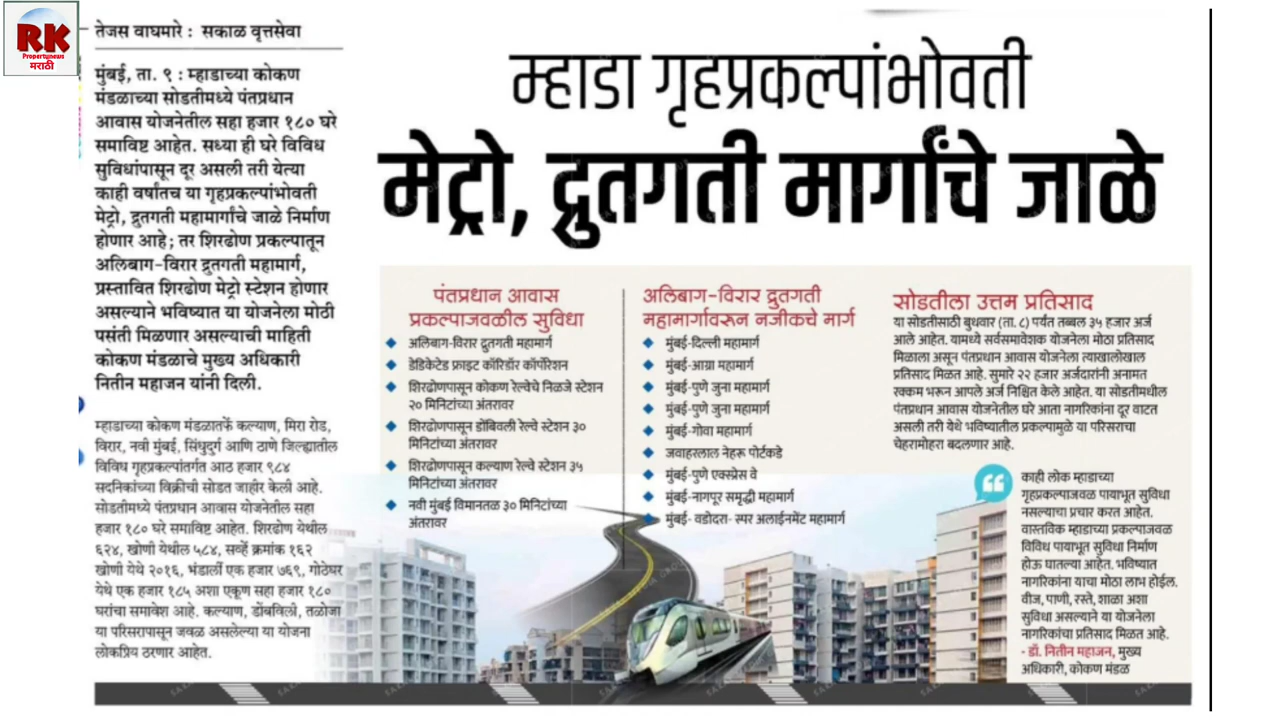 RK
Propertynews
मराठी
तेजस वाघमारे : सकाळ वृत्तसेवा
मुंबई, ता. ९ : म्हाडाच्या कोकण
मंडळाच्या सोडतीमध्ये पंतप्रधान
आवास योजनेतील सहा हजार १८० घरे
समाविष्ट आहेत. सध्या ही घरे विविध
सुविधांपासून दूर असली तरी येत्या
काही वर्षांतच या गृहप्रकल्पांभोवती
मेट्रो, द्रुतगती महामार्गांचे जाळे निर्माण
होणार आहे; तर शिरढोण प्रकल्पातून
अलिबाग-विरार द्रुतगती महामार्ग,
प्रस्तावित शिरढोण मेट्रो स्टेशन होणार
असल्याने भविष्यात या योजनेला मोठी
पसंती मिळणार असल्याची माहिती
कोकण मंडळाचे मुख्य अधिकारी
नितीन महाजन यांनी दिली.
म्हाडाच्या कोकण मंडळातर्फे कल्याण, मिरा रोड,
विरार, नवी मुंबई, सिंधुदुर्ग आणि ठाणे जिल्ह्यातील
विविध गृहप्रकल्पांतर्गत आठ हजार ९८४
सदनिकांच्या विक्रीची सोडत जाहीर केली आहे.
सोडतीमध्ये पंतप्रधान आवास योजनेतील सहा
हजार १८० घरे समाविष्ट आहेत. शिरढोण येथील
६२४, खोणी येथील ५८४, सर्व्हे क्रमांक १६२
खोणी येथे २०१६, भंडार्ली एक हजार ७६९, गोठेघर
येथे एक हजार १८५ अशा एकूण सहा हजार १८०
घरांचा समावेश आहे. कल्याण, डोंबिवली, तळोजा
या परिसरापासून जवळ असलेल्या या योजना
लोकप्रिय ठरणार आहेत.
म्हाडा गृहप्रकल्पांभोवती
मेट्रो, द्रुतगती मार्गांचे जाळे
पंतप्रधान आवास
प्रकल्पाजवळील सुविधा
अलिबाग-विरार द्रुतगती महामार्ग
डेडिकेटेड फ्राइट कॉरिडॉर कॉर्पोरेशन
शिरढोणपासून कोकण रेल्वेचे निळजे स्टेशन
२० मिनिटांच्या अंतरावर
शिरढोणपासून डोंबिवली रेल्वे स्टेशन ३०
मिनिटांच्या अंतरावर
शिरढोणपासून कल्याण रेल्वे स्टेशन ३५
मिनिटांच्या अंतरावर
नवी मुंबई विमानतळ ३० मिनिटांच्या
अंतरावर
अलिबाग-विरार द्रुतगती
महामार्गावरून नजीकचे मार्ग
मुंबई-दिल्ली महामार्ग
मुंबई-आग्रा महामार्ग
मुंबई-पुणे जुना महामार्ग
मुंबई-पुणे जुना महामार्ग
मुंबई-गोवा महामार्ग
जवाहरलाल नेहरू पोर्टकडे
मुंबई-पुणे एक्स्प्रेस वे
मुंबई-नागपूर समृद्धी महामार्ग
मुंबई- वडोदरा- स्पर अलाईनमेंट महामार्ग
सोडतीला उत्तम प्रतिसाद
या सोडतीसाठी बुधवार (ता. ८) पर्यंत तब्बल ३५ हजार अर्ज
आले आहेत. यामध्ये सर्वसमावेशक योजनेला मोठा प्रतिसाद
मिळाला असून पंतप्रधान आवास योजनेला त्याखालोखाल
प्रतिसाद मिळत आहे. सुमारे २२ हजार अर्जदारांनी अनामत
रक्कम भरून आपले अर्ज निश्चित केले आहेत. या सोडतीमधील
पंतप्रधान आवास योजनेतील घरे आता नागरिकांना दूर वाटत
असली तरी येथे भविष्यातील प्रकल्पामुळे या परिसराचा
चेहरामोहरा बदलणार आहे.
काही लोक म्हाडाच्या
गृहप्रकल्पाजवळ पायाभूत सुविधा
नसल्याचा प्रचार करत आहेत.
वास्तविक म्हाडाच्या प्रकल्पाजवळ
विविध पायाभूत सुविधा निर्माण
होऊ घातल्या आहेत. भविष्यात
नागरिकांना याचा मोठा लाभ होईल.
वीज, पाणी, रस्ते, शाळा अशा
सुविधा असल्याने या योजनेला
नागरिकांचा प्रतिसाद मिळत आहे.
- डॉ. नितीन महाजन, मुख्य
अधिकारी, कोकण मंडळ